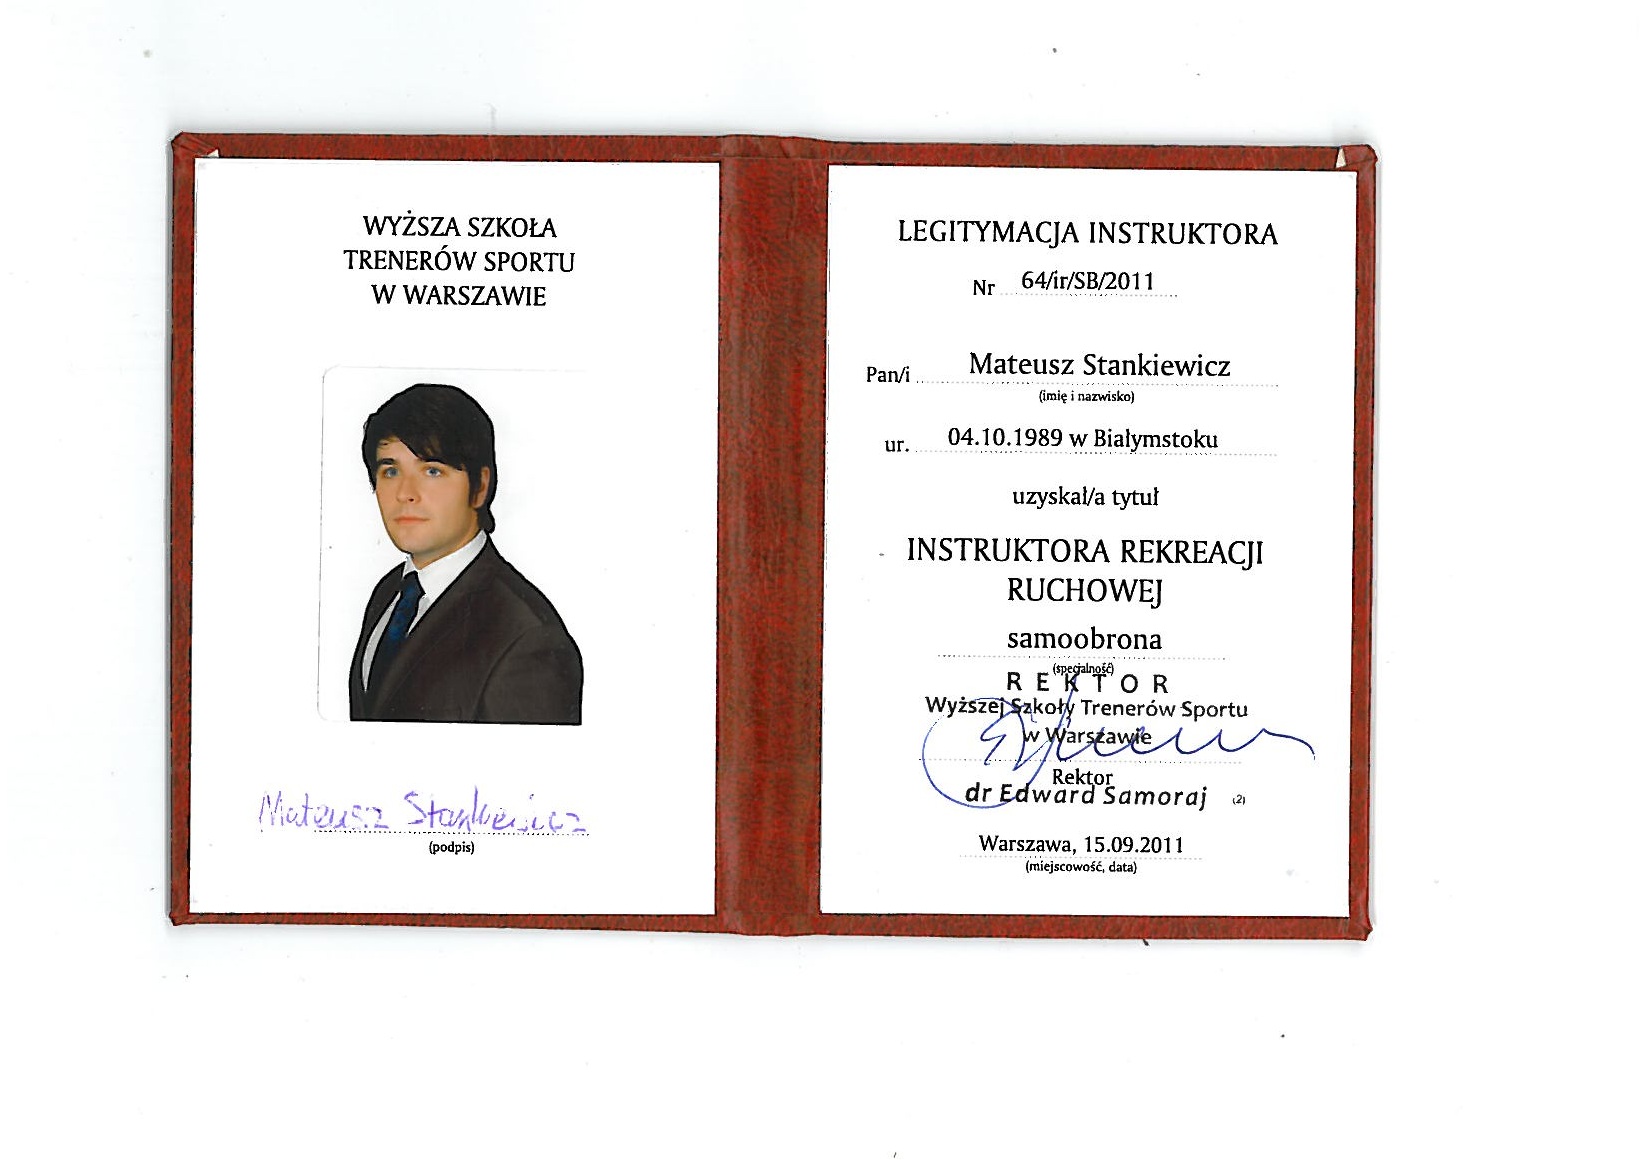 WYŻSZA SZKOŁA
TRENERÓW SPORTU
W WARSZAWIE
Mateusz Stankiewicz
(podpis)
LEGITYMACJA INSTRUKTORA
Nr 64/ir/SB/2011
Pan/i Mateusz Stankiewicz
(imię i nazwisko)
ur. 04.10.1989 w Białymstoku
uzyskał/a tytuł
INSTRUKTORA REKREACJI
RUCHOWEJ
samoobrona
(specjalność)
REKTOR
Wyższej Szkoły Trenerów Sportu
w Warszawie
Rektor
dr Edward Samoraj (2)
Warszawa, 15.09.2011
(miejscowość, data)